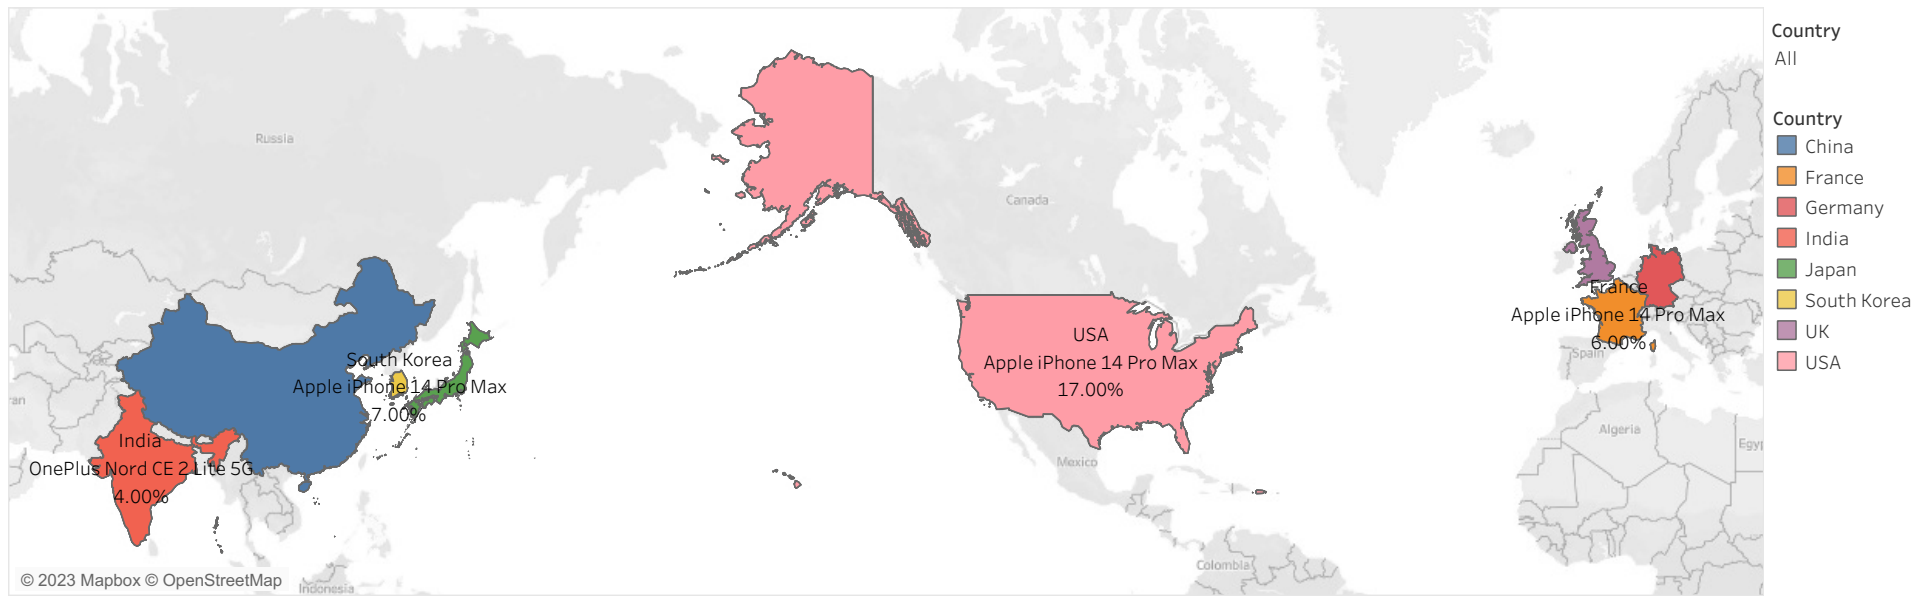 Russia
Canada
ran
South Korea
Apple iPhone 14 Pro Max
7.00%
India
OnePlus Nord CE 2 Lite 5G
4.00%
USA
Apple iPhone 14 Pro Max
17.00%
France
Apple iPhone 14 Pro Max
6.00%
Spain
Algeria
Egyp
Mexico
Colombia
Indonesia
© 2023 Mapbox © OpenStreetMap
Country
All
Country
China
France
Germany
India
Japan
South Korea
UK
USA